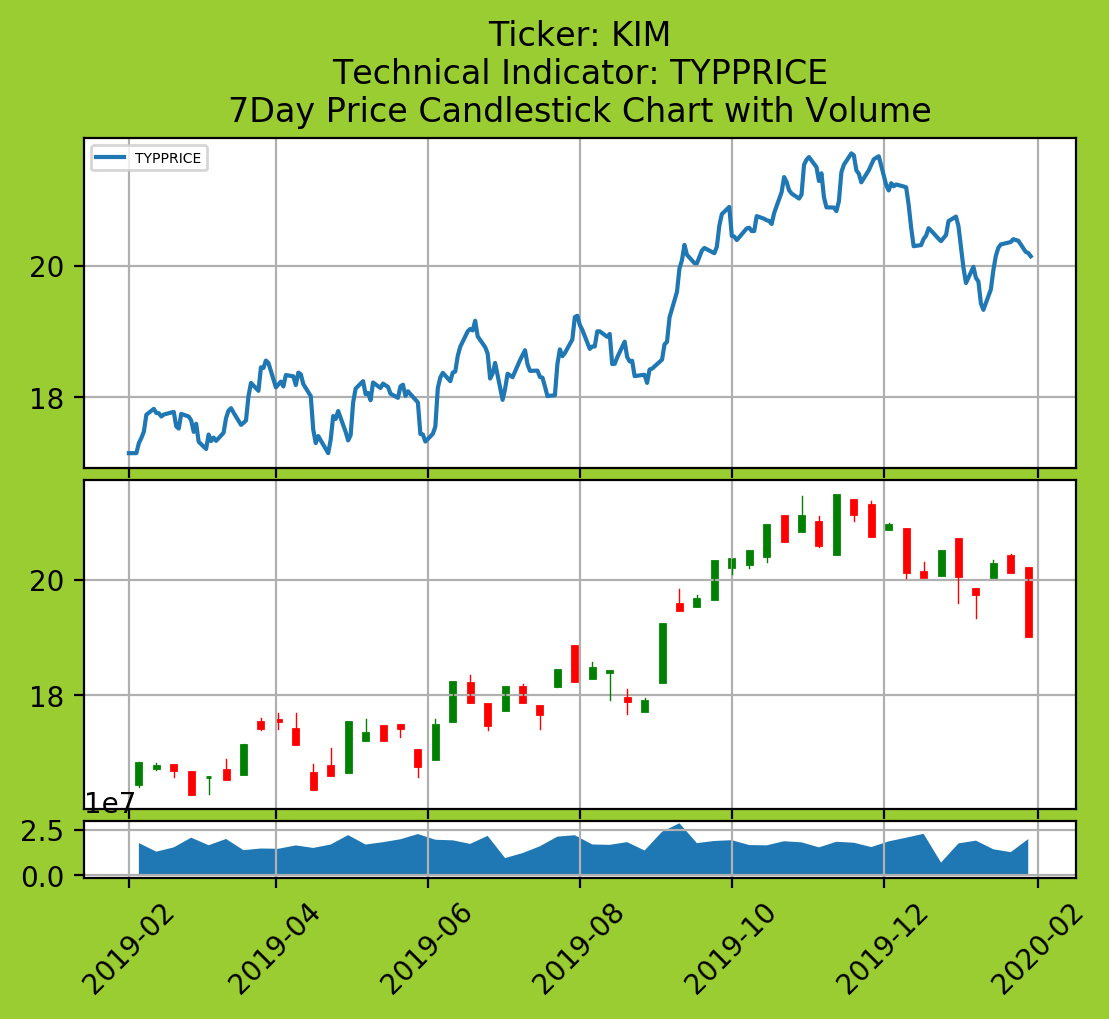 Ticker: KIM
Technical Indicator: TYPPRICE
7Day Price Candlestick Chart with Volume
TYPPRICE
20
18
20
18
1e7
2.5
0.0
2019-02
2019-04
2019-06
2019-08
2019-10
2019-12
2020-02